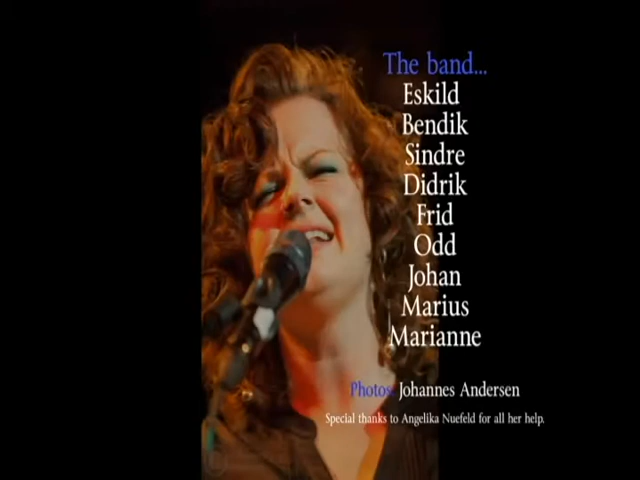 The band...
Eskild
Bendik
Sindre
Didrik
Frid
Odd
Johan
Marius
Marianne
Photos: Johannes Andersen
Special thanks to Angelika Nuefeld for all her help.